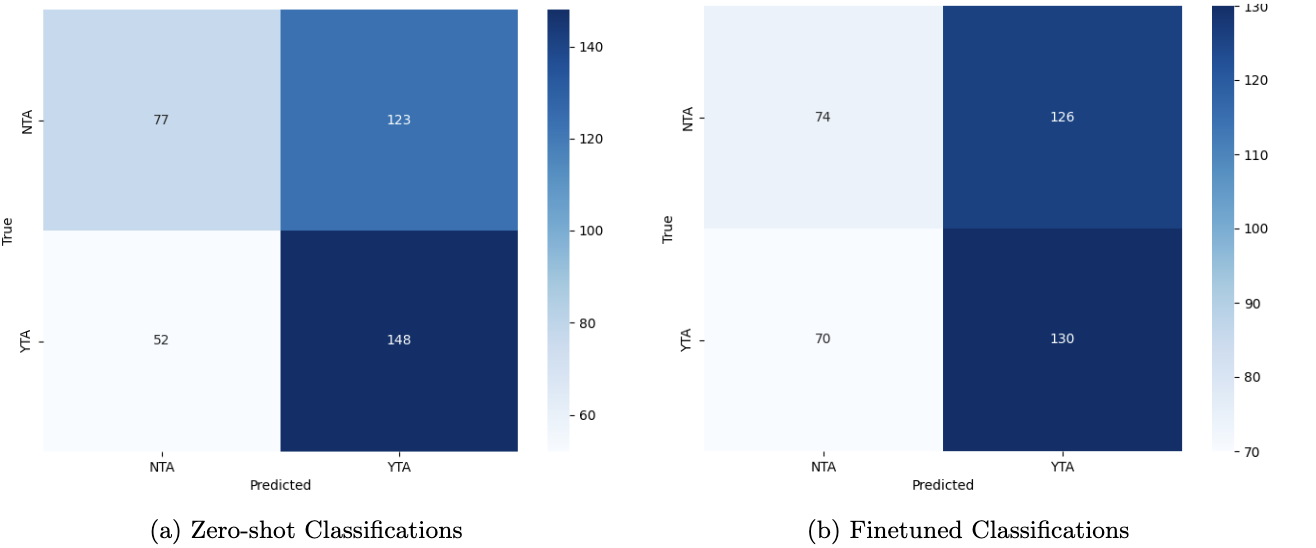 NTA
YTA
True
77
123
52
148
NTA
YTA
Predicted
140
120
100
80
60
(a) Zero-shot Classifications
NTA
YTA
True
74
126
70
130
NTA
YTA
Predicted
130
120
110
100
90
80
70
(b) Finetuned Classifications